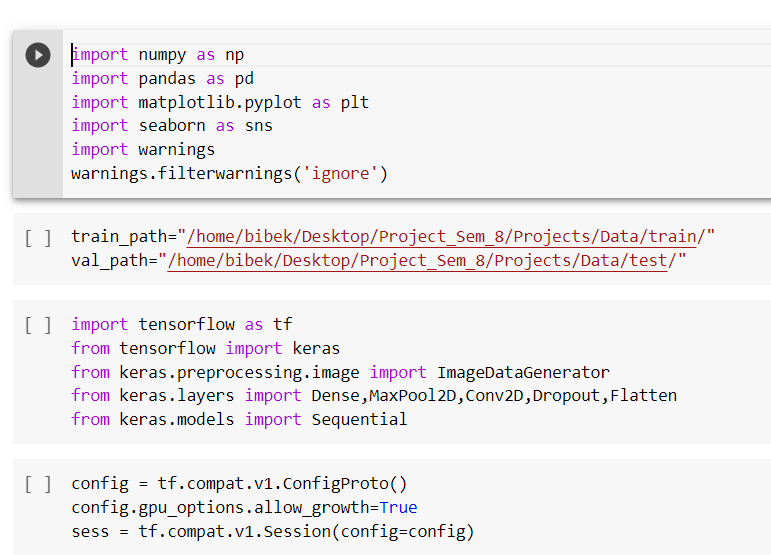 import numpy as np
import pandas as pd
import matplotlib.pyplot as plt
import seaborn as sns
import warnings
warnings.filterwarnings('ignore')
[ ] train_path="/home/bibek/Desktop/Project_Sem_8/Projects/Data/train/"
val_path="/home/bibek/Desktop/Project_Sem_8/Projects/Data/test/"
[ ] import tensorflow as tf
from tensorflow import keras
from keras.preprocessing.image import ImageDataGenerator
from keras.layers import Dense,MaxPool2D,Conv2D,Dropout,Flatten
from keras.models import Sequential
[ ] config = tf.compat.v1.ConfigProto()
config.gpu_options.allow_growth=True
sess = tf.compat.v1.Session(config=config)